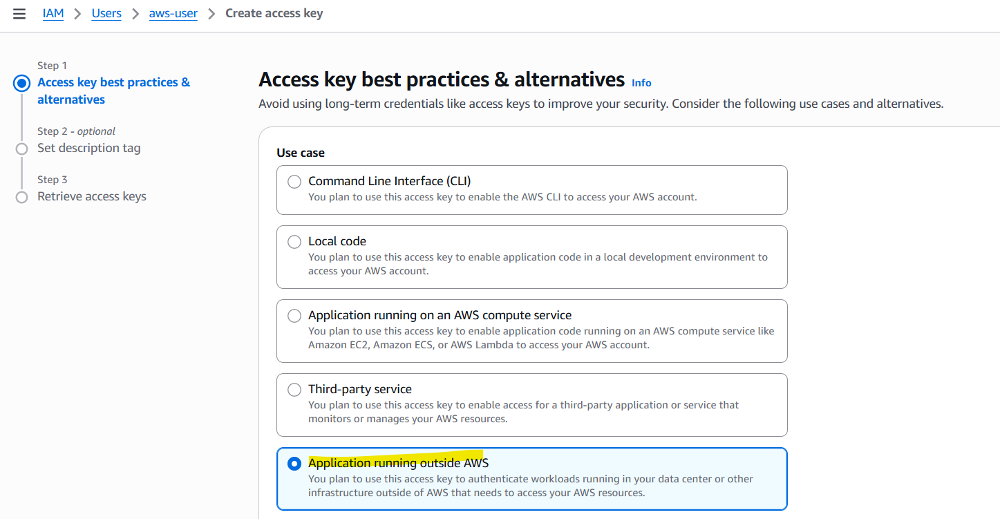 IAM > Users > aws-user > Create access key
Step 1
Access key best practices &
alternatives
Step 2 - optional
Set description tag
Step 3
Retrieve access keys
Access key best practices & alternatives Info
Avoid using long-term credentials like access keys to improve your security. Consider the following use cases and alternatives.
Use case
Command Line Interface (CLI)
You plan to use this access key to enable the AWS CLI to access your AWS account.
Local code
You plan to use this access key to enable application code in a local development environment to
access your AWS account.
Application running on an AWS compute service
You plan to use this access key to enable application code running on an AWS compute service like
Amazon EC2, Amazon ECS, or AWS Lambda to access your AWS account.
Third-party service
You plan to use this access key to enable access for a third-party application or service that
monitors or manages your AWS resources.
Application running outside AWS
You plan to use this access key to authenticate workloads running in your data center or other
infrastructure outside of AWS that needs to access your AWS resources.